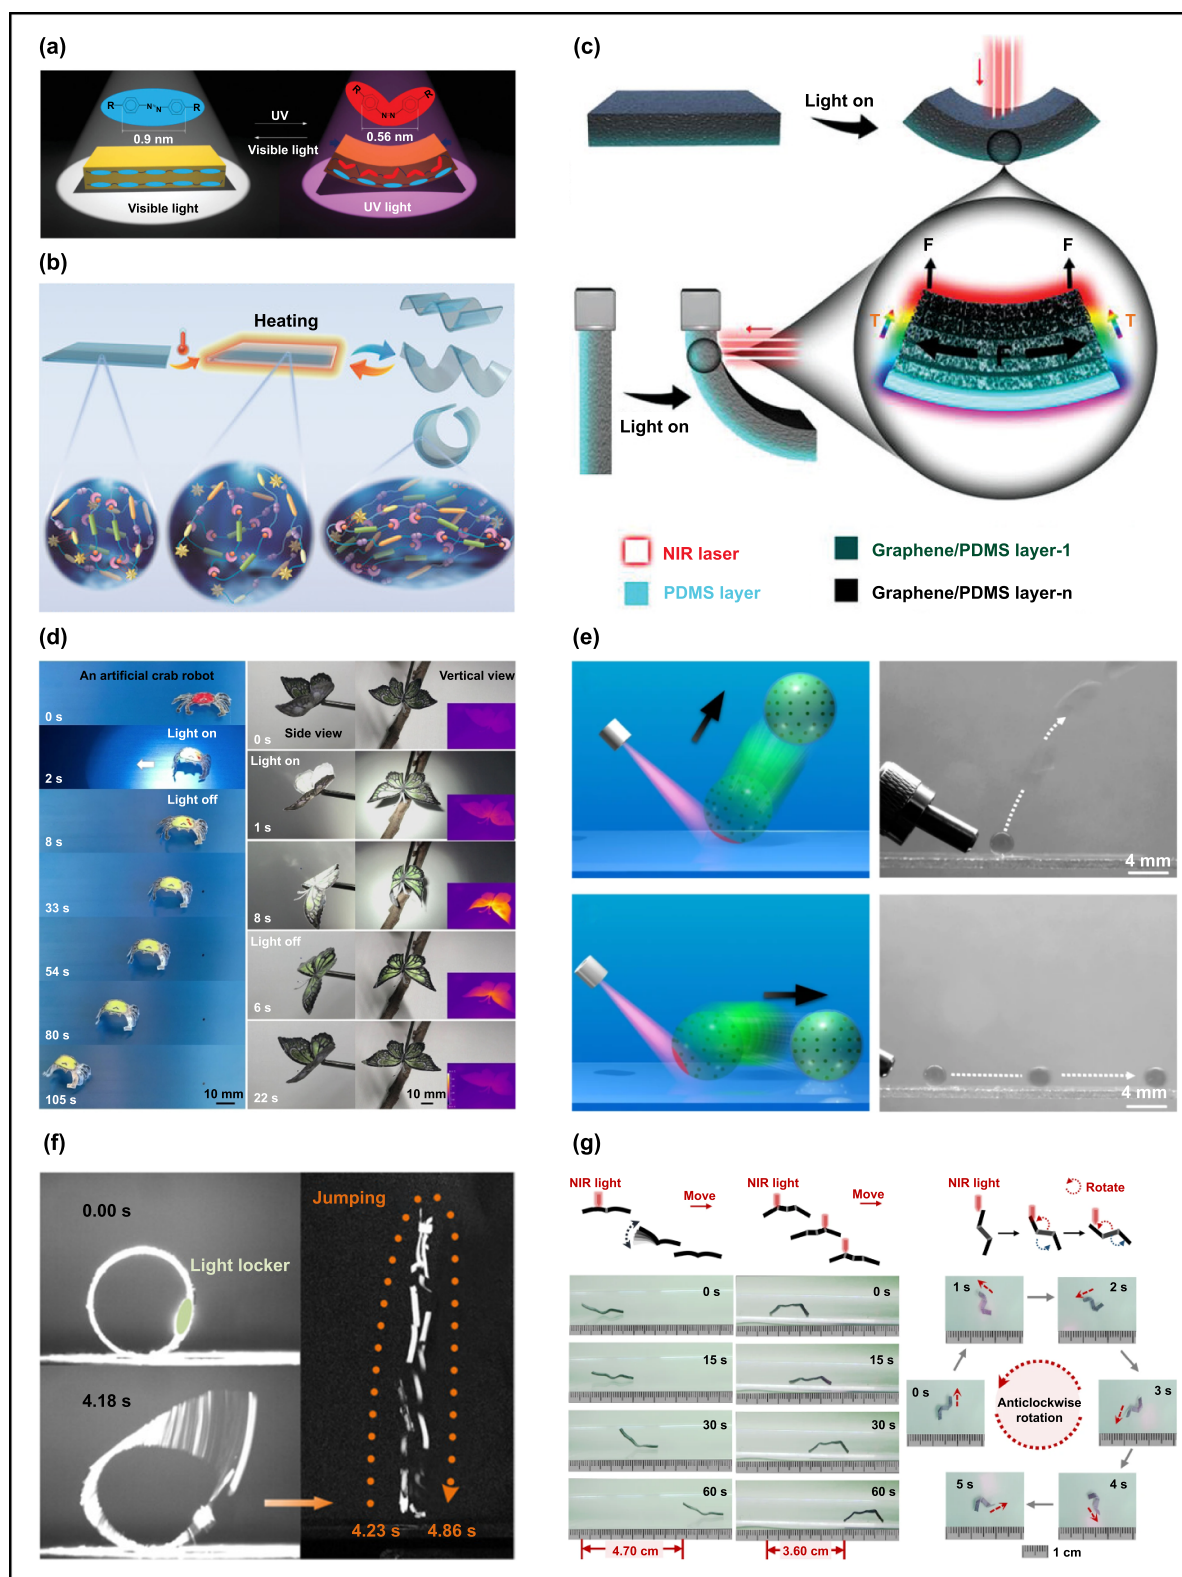 (a)
R
N
N
R
0.9 nm
UV
Visible light
R
N N
R
0.56 nm
Visible light
UV light
(b)
Heating
(c)
Light on
Light on
F
F
T
T
F
NIR laser
PDMS layer
Graphene/PDMS layer-1
Graphene/PDMS layer-n
(d)
An artificial crab robot
0 s
Light on
2 s
Light off
8 s
33 s
54 s
80 s
105 s
10 mm
Vertical view
Side view
0 s
Light on
1 s
8 s
Light off
6 s
22 s
10 mm
(e)
4 mm
4 mm
(f)
0.00 s
Light locker
4.18 s
Jumping
4.23 s
4.86 s
(g)
NIR light
Move
NIR light
Move
NIR light
Rotate
0 s
15 s
30 s
60 s
4.70 cm
0 s
15 s
30 s
60 s
3.60 cm
1 s
2 s
0 s
3 s
Anticlockwise
rotation
5 s
4 s
1 cm